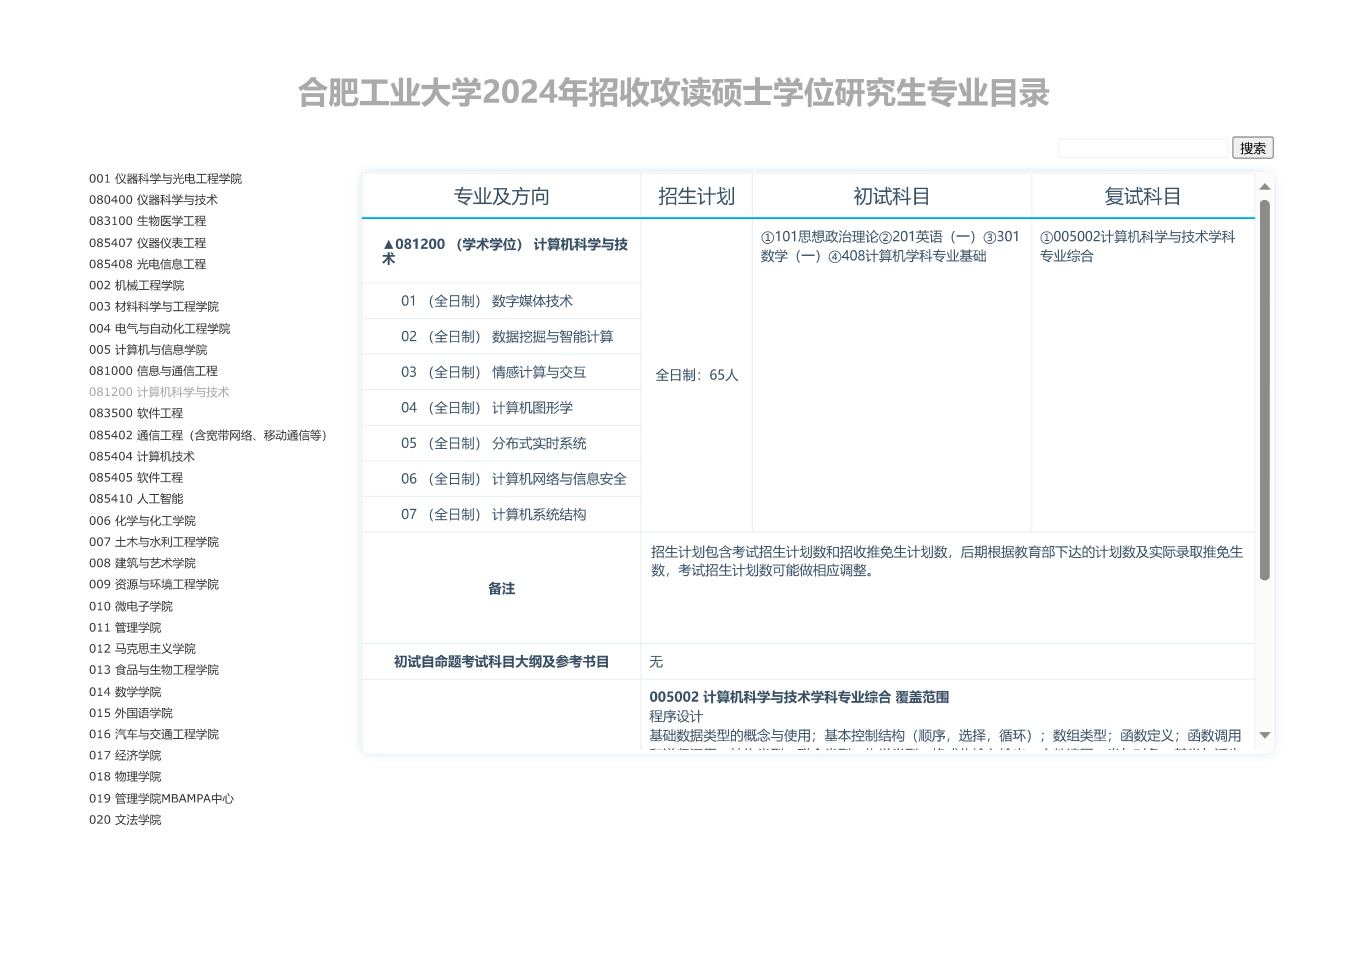 合肥工业大学2024年招收攻读硕士学位研究生专业目录
搜索
001 仪器科学与光电工程学院
080400 仪器科学与技术
083100 生物医学工程
085407 仪器仪表工程
085408 光电信息工程
002 机械工程学院
003 材料科学与工程学院
004 电气与自动化工程学院
005 计算机与信息学院
081000 信息与通信工程
081200 计算机科学与技术
083500 软件工程
085402 通信工程（含宽带网络、移动通信等）
085404 计算机技术
085405 软件工程
085410 人工智能
006 化学与化工学院
007 土木与水利工程学院
008 建筑与艺术学院
009 资源与环境工程学院
010 微电子学院
011 管理学院
012 马克思主义学院
013 食品与生物工程学院
014 数学学院
015 外国语学院
016 汽车与交通工程学院
017 经济学院
018 物理学院
019 管理学院MBAMPA中心
020 文法学院
专业及方向 招生计划 初试科目 复试科目
▲081200 （学术学位） 计算机科学与技
术
01 （全日制） 数字媒体技术
02 （全日制） 数据挖掘与智能计算
03 （全日制） 情感计算与交互
04 （全日制） 计算机图形学
05 （全日制） 分布式实时系统
06 （全日制） 计算机网络与信息安全
07 （全日制） 计算机系统结构
全日制：65人
①101思想政治理论②201英语（一）③301
数学（一）④408计算机学科专业基础
①005002计算机科学与技术学科
专业综合
备注
招生计划包含考试招生计划数和招收推免生计划数，后期根据教育部下达的计划数及实际录取推免生
数，考试招生计划数可能做相应调整。
初试自命题考试科目大纲及参考书目
无
005002 计算机科学与技术学科专业综合 覆盖范围
程序设计
基础数据类型的概念与使用；基本控制结构（顺序，选择，循环）；数组类型；函数定义；函数调用